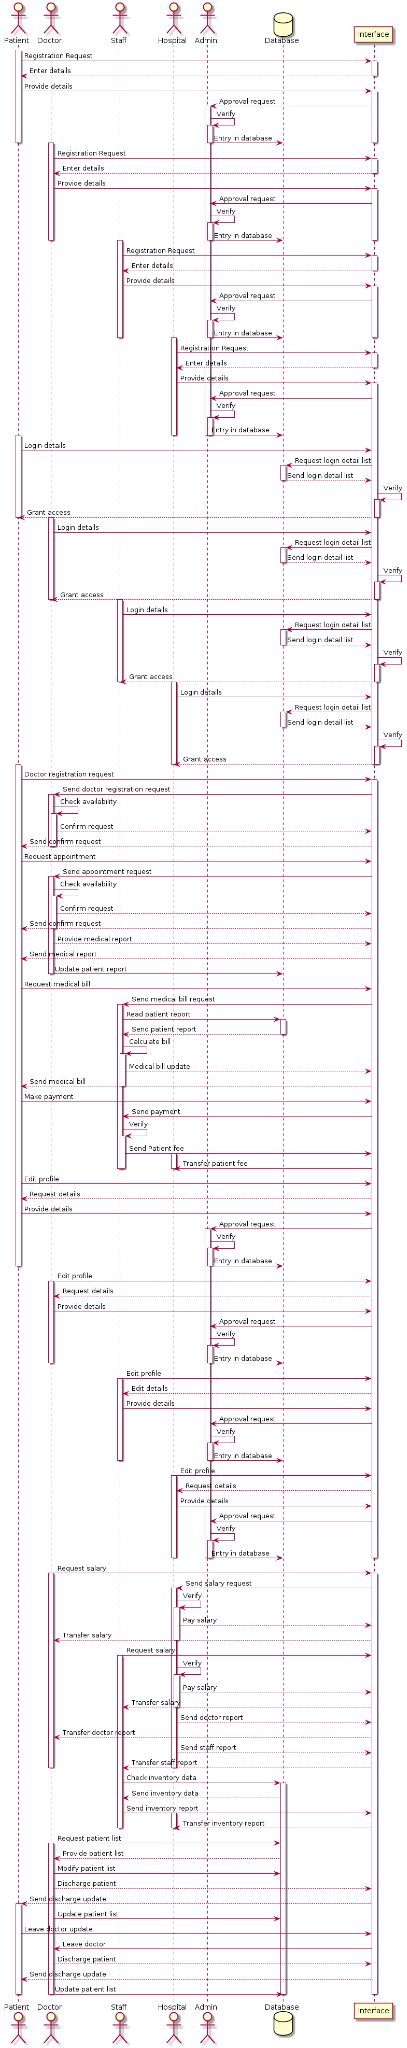 Patient Doctor Staff Hospital Admin Database Interface
Registration Request
Enter details
Provide details
Approval request
Verify
Entry in database
Registration Request
Enter details
Provide details
Approval request
Verify
Entry in database
Registration Request
Enter details
Provide details
Approval request
Verify
Entry in database
Registration Request
Enter details
Provide details
Approval request
Verify
Entry in database
Login details
Request login detail list
Send login detail list
Verify
Grant access
Login details
Request login detail list
Send login detail list
Verify
Grant access
Login details
Request login detail list
Send login detail list
Verify
Grant access
Login details
Request login detail list
Send login detail list
Verify
Grant access
Doctor registration request
Send doctor registration request
Check availability
Confirm request
Send confirm request
Request appointment
Send appointment request
Check availability
Confirm request
Send confirm request
Provide medical report
Send medical report
Update patient report
Request medical bill
Send medical bill request
Read patient report
Send patient report
Calculate bill
Medical bill update
Send medical bill
Make payment
Send payment
Verify
Send Patient fee
Transfer patient fee
Edit profile
Request details
Provide details
Approval request
Verify
Entry in database
Edit profile
Request details
Provide details
Approval request
Verify
Entry in database
Edit profile
Edit details
Provide details
Approval request
Verify
Entry in database
Edit profile
Request details
Provide details
Approval request
Verify
Entry in database
Request salary
Send salary request
Verify
Pay salary
Transfer salary
Request salary
Verify
Pay salary
Transfer salary
Send doctor report
Transfer doctor report
Send staff report
Transfer staff report
Check inventory data
Send inventory data
Send inventory report
Transfer inventory report
Request patient list
Provide patient list
Modify patient list
Discharge patient
Send discharge update
Update patient list
Leave doctor update
Leave doctor
Discharge patient
Send discharge update
Update patient list
Patient Doctor Staff Hospital Admin Database Interface